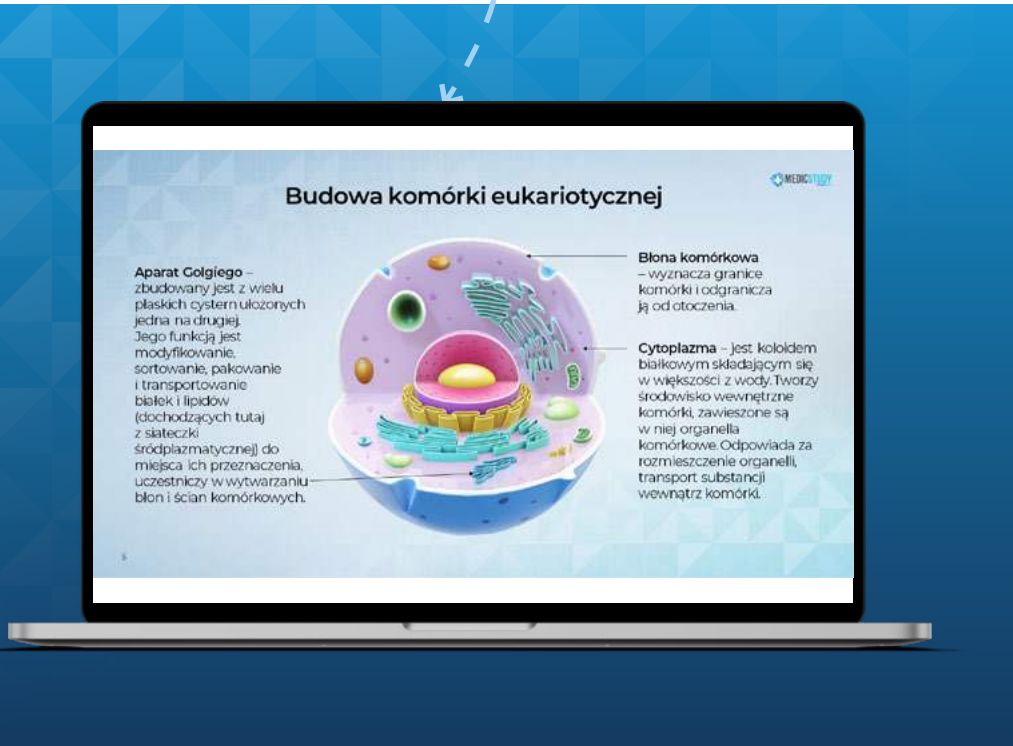 Budowa komórki eukariotycznej
MEDICSTUDY
Aparat Golgiego –
zbudowany jest z wielu
płaskich cystern ułożonych
jedna na drugiej.
Jego funkcją jest
modyfikowanie,
sortowanie, pakowanie
i transportowanie
białek i lipidów
(dochodzących tutaj
z siateczki
śródplazmatycznej) do
miejsca ich przeznaczenia,
uczestniczy w wytwarzaniu
błon i ścian komórkowych.
Błona komórkowa
– wyznacza granice
komórki i odgranicza
ją od otoczenia.
Cytoplazma – jest koloidem
białkowym składającym się
w większości z wody. Tworzy
środowisko wewnętrzne
komórki, zawieszone są
w niej organella
komórkowe. Odpowiada za
rozmieszczenie organelli,
transport substancji
wewnątrz komórki.